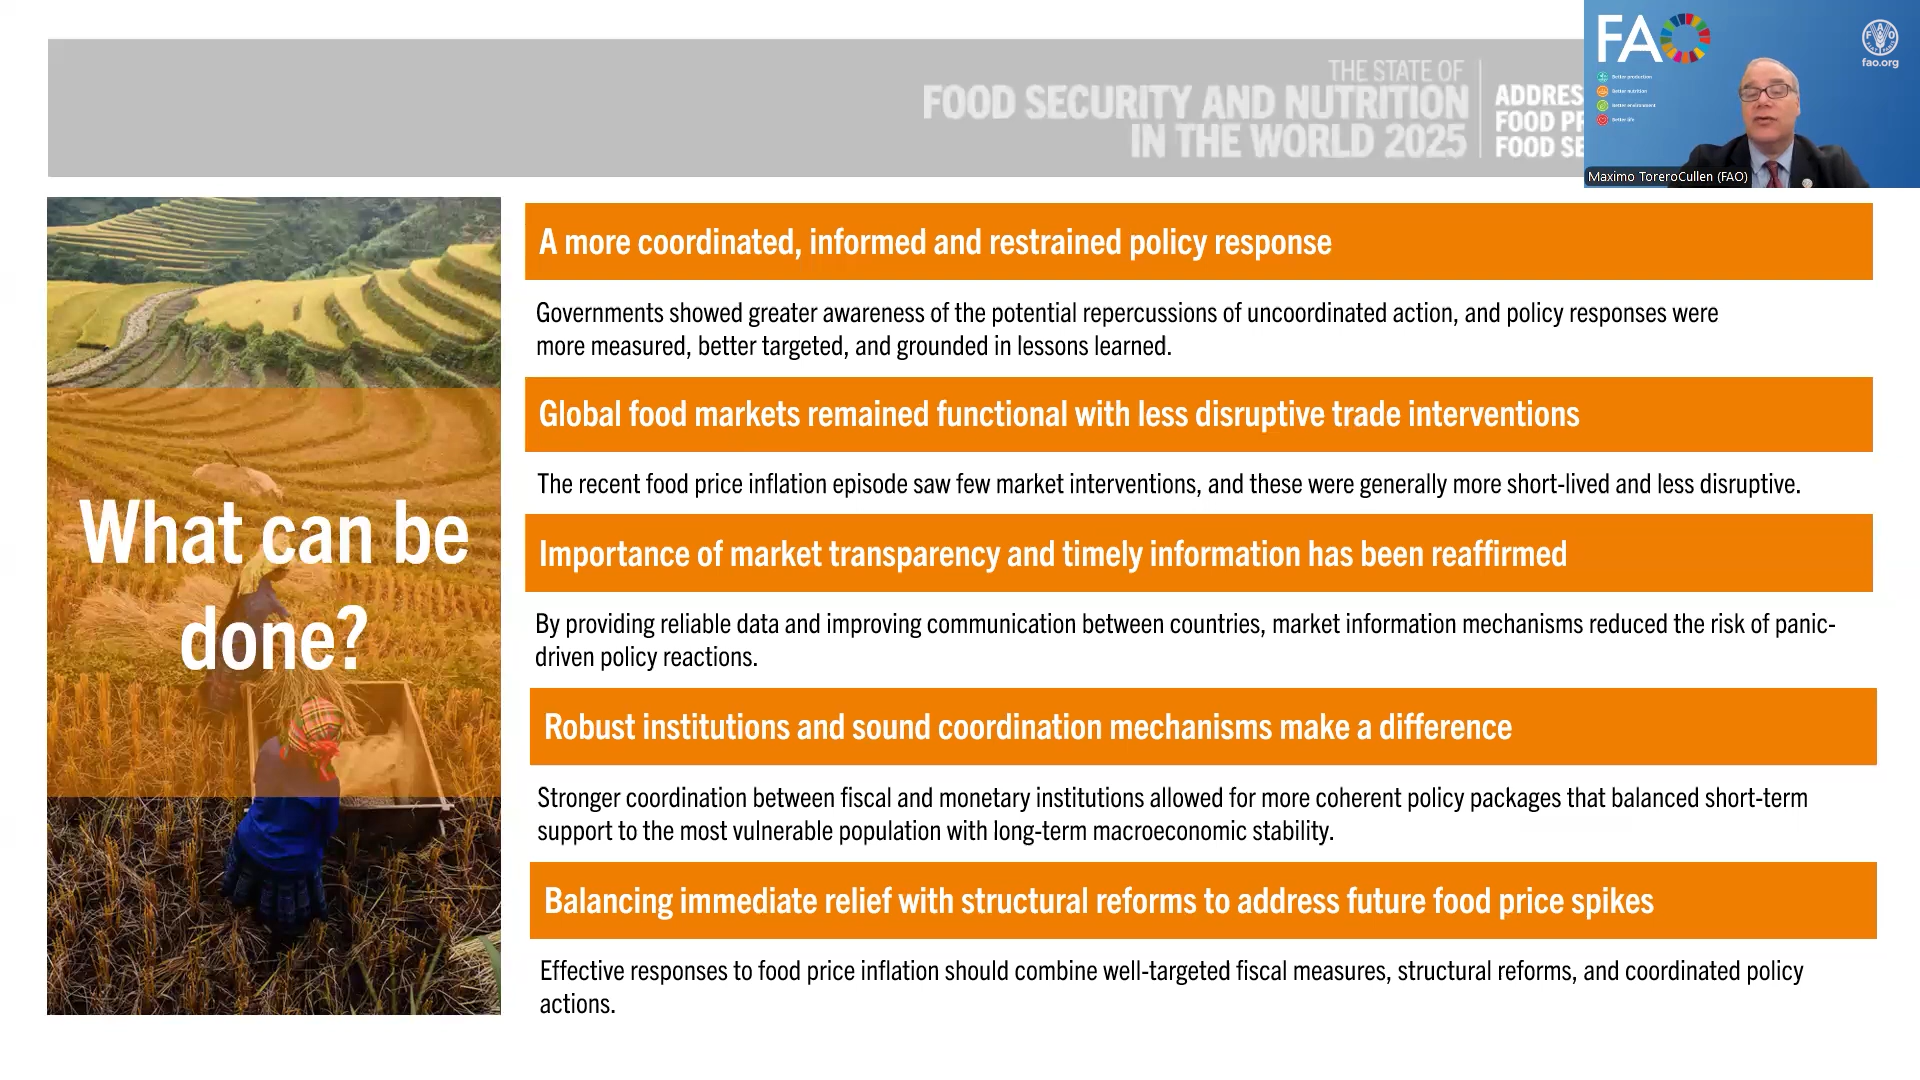 THE STATE OF
FOOD SECURITY AND NUTRITION
IN THE WORLD 2025
ADDRES
FOOD
FOOD SE
FAO
Better production
Better nutrition
Better environment
Better life
FAO
fao.org
Maximo ToreroCullen (FAO)
What can be
done?
A more coordinated, informed and restrained policy response
Governments showed greater awareness of the potential repercussions of uncoordinated action, and policy responses were
more measured, better targeted, and grounded in lessons learned.
Global food markets remained functional with less disruptive trade interventions
The recent food price inflation episode saw few market interventions, and these were generally more short-lived and less disruptive.
Importance of market transparency and timely information has been reaffirmed
By providing reliable data and improving communication between countries, market information mechanisms reduced the risk of panic-
driven policy reactions.
Robust institutions and sound coordination mechanisms make a difference
Stronger coordination between fiscal and monetary institutions allowed for more coherent policy packages that balanced short-term
support to the most vulnerable population with long-term macroeconomic stability.
Balancing immediate relief with structural reforms to address future food price spikes
Effective responses to food price inflation should combine well-targeted fiscal measures, structural reforms, and coordinated policy
actions.